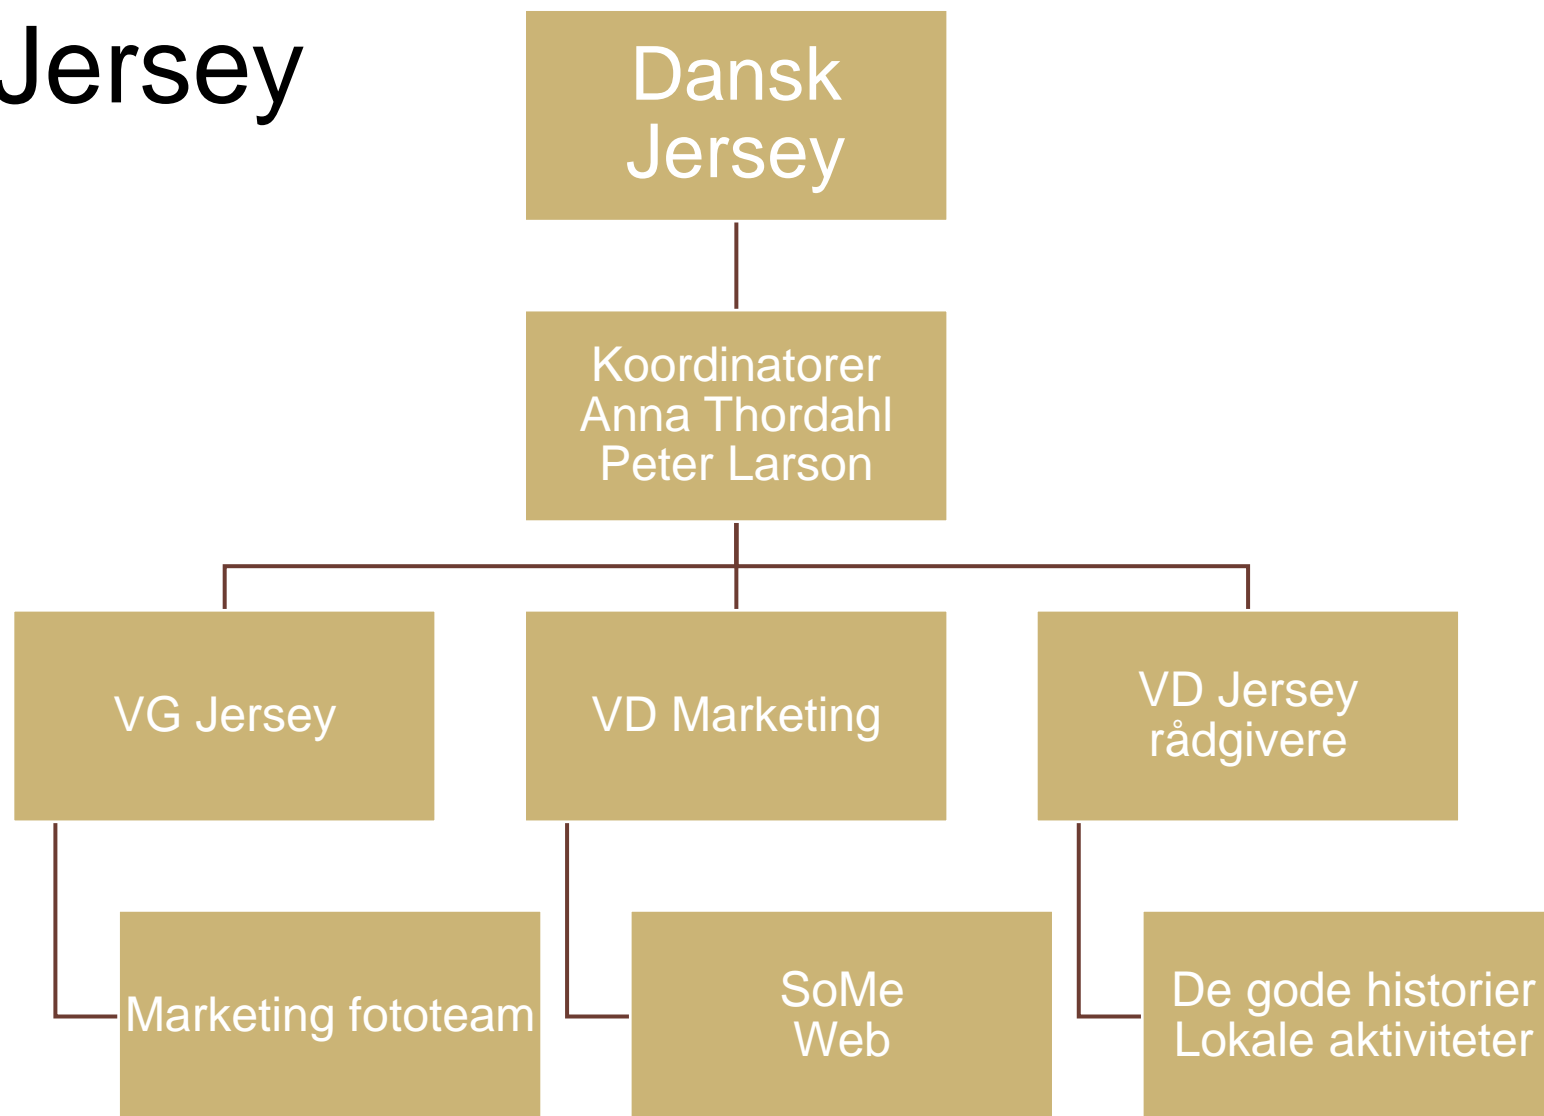 Jersey
Dansk
Jersey
Koordinatorer
Anna Thordahl
Peter Larson
VG Jersey
VD Marketing
VD Jersey
rådgivere
Marketing fototeam
SoMe
Web
De gode historier
Lokale aktiviteter